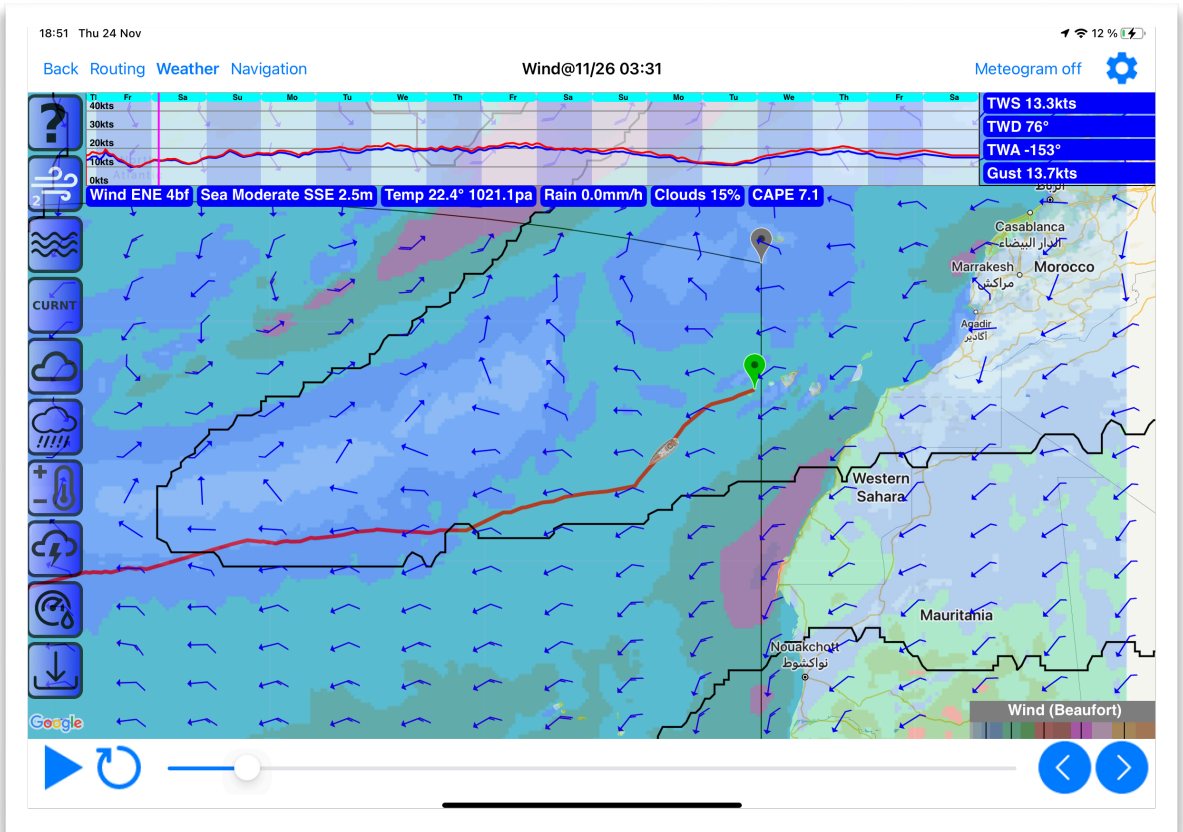 18:51 Thu 24 Nov
12 %
Back Routing Weather Navigation
Wind@11/26 03:31
Meteogram off
Fr Sa Su Mo Tu We Th Fr Sa Su Mo Tu We Th Fr Sa
40kts
30kts
20kts
10kts
0kts
TWS 13.3kts
TWD 76°
TWA -153°
Gust 13.7kts
?
2
CURNT
Wind ENE 4bf Sea Moderate SSE 2.5m Temp 22.4° 1021.1pa Rain 0.0mm/h Clouds 15% CAPE 7.1
الرباط
Casablanca
الدار البيضاء
Marrakesh
مراكش
Morocco
Agadir
أكادير
Western
Sahara
Mauritania
Nouakchott
نواكشوط
Google
Wind (Beaufort)